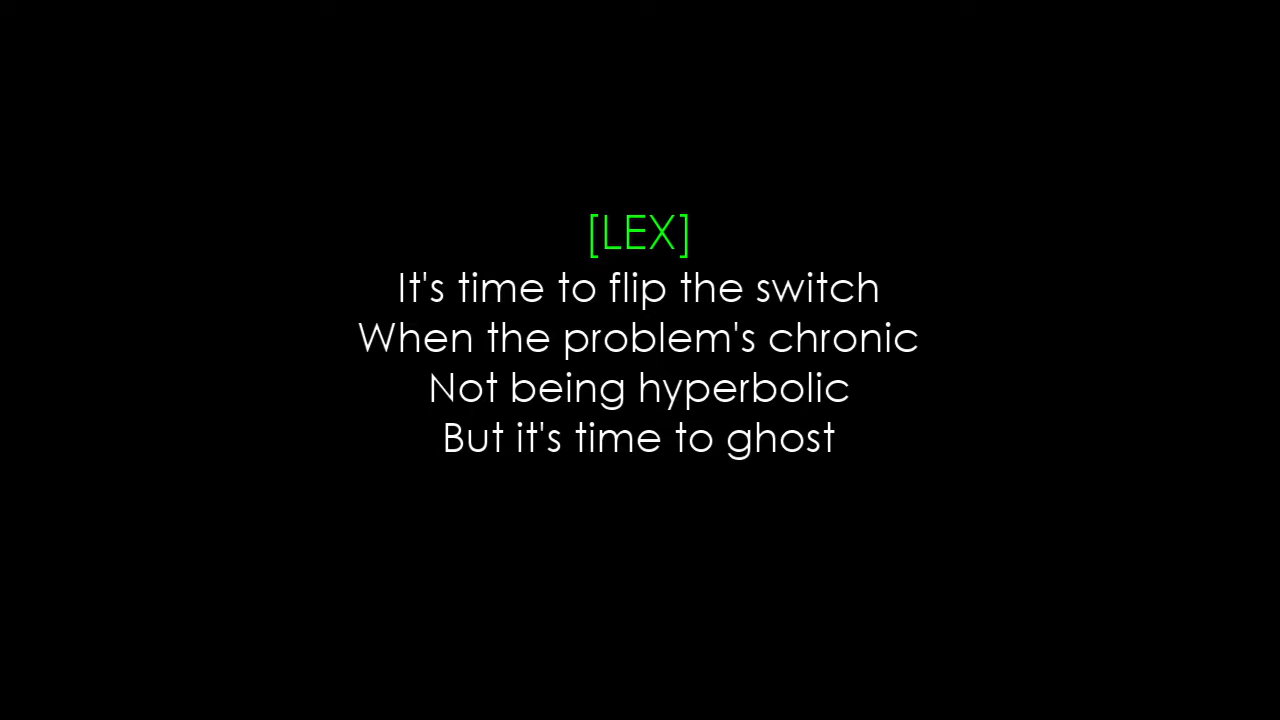 [LEX]
It's time to flip the switch
When the problem's chronic
Not being hyperbolic
But it's time to ghost